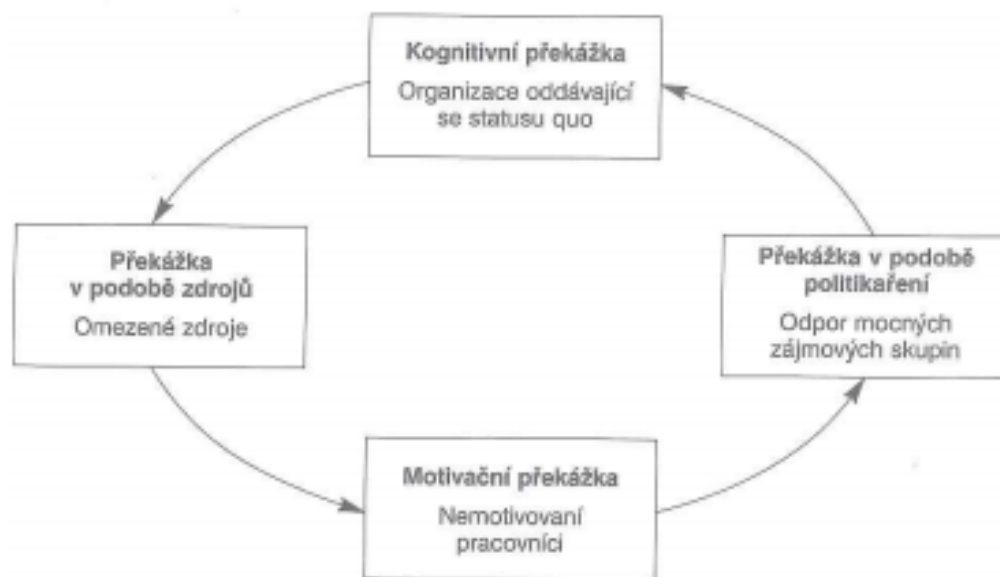 Kognitivní překážka
Organizace oddávající
se statusu quo
Překážka
v podobě zdrojů
Omezené zdroje
Překážka v podobě
politikaření
Odpor mocných
zájmových skupin
Motivační překážka
Nemotivovaní
pracovníci